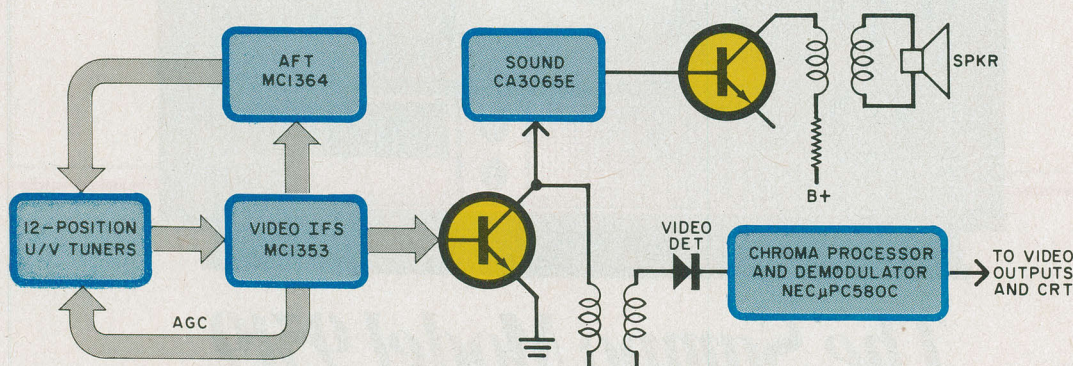 AFT
MC1364
SOUND
CA3065E
SPKR
B+
12-POSITION
U/V TUNERS
VIDEO IFS
MC1353
VIDEO
DET
CHROMA PROCESSOR
AND DEMODULATOR
NECμPC580C
TO VIDEO
OUTPUTS
AND CRT
AGC